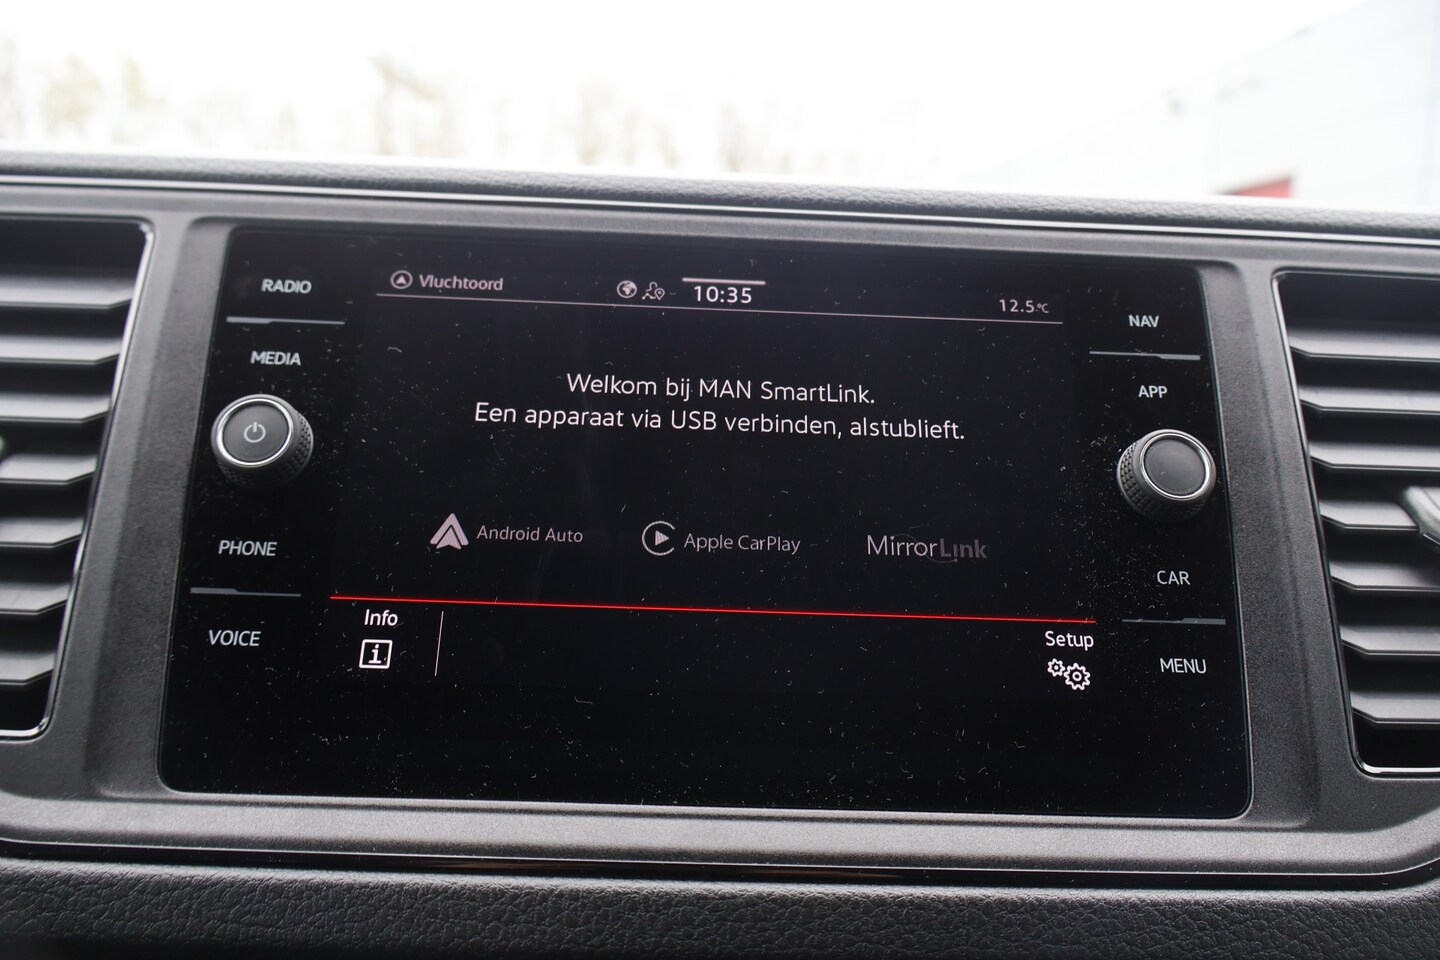 RADIO
MEDIA
PHONE
VOICE
Vluchtoord
10:35
12.5°C
Welkom bij MAN SmartLink.
Een apparaat via USB verbinden, alstublieft.
Android Auto
Apple CarPlay
MirrorLink
Info
i
Setup
NAV
APP
CAR
MENU